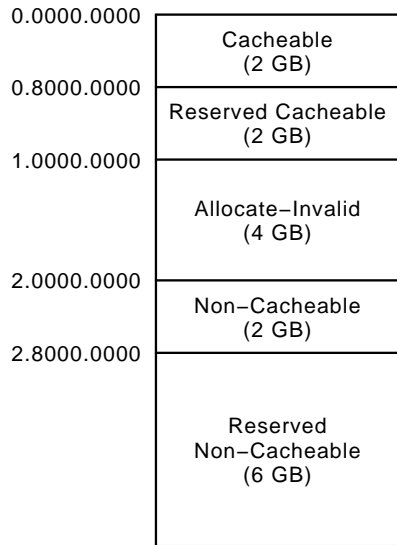 0.0000.0000
Cacheable
(2 GB)
0.8000.0000
Reserved Cacheable
(2 GB)
1.0000.0000
Allocate−Invalid
(4 GB)
2.0000.0000
Non−Cacheable
(2 GB)
2.8000.0000
Reserved
Non−Cacheable
(6 GB)